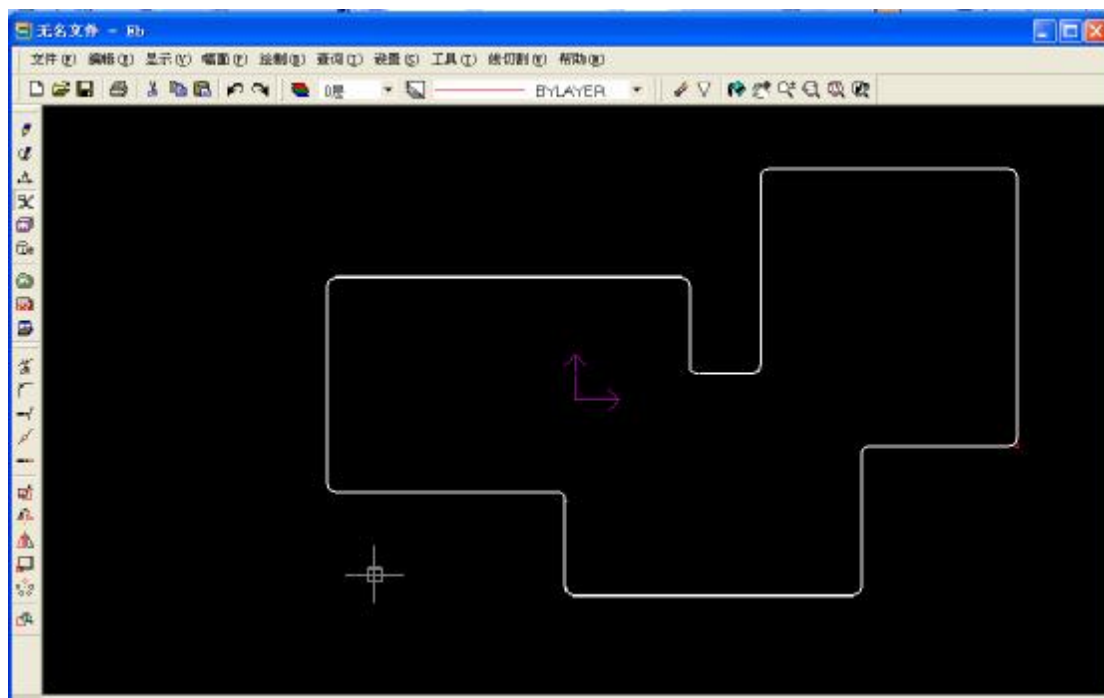 无名文件 - Eb
文件(F) 编辑(E) 显示(V) 幅面(P) 绘制(D) 查询(I) 设置(S) 工具(T) 线切割(W) 帮助(H)
0层 BYLAYER